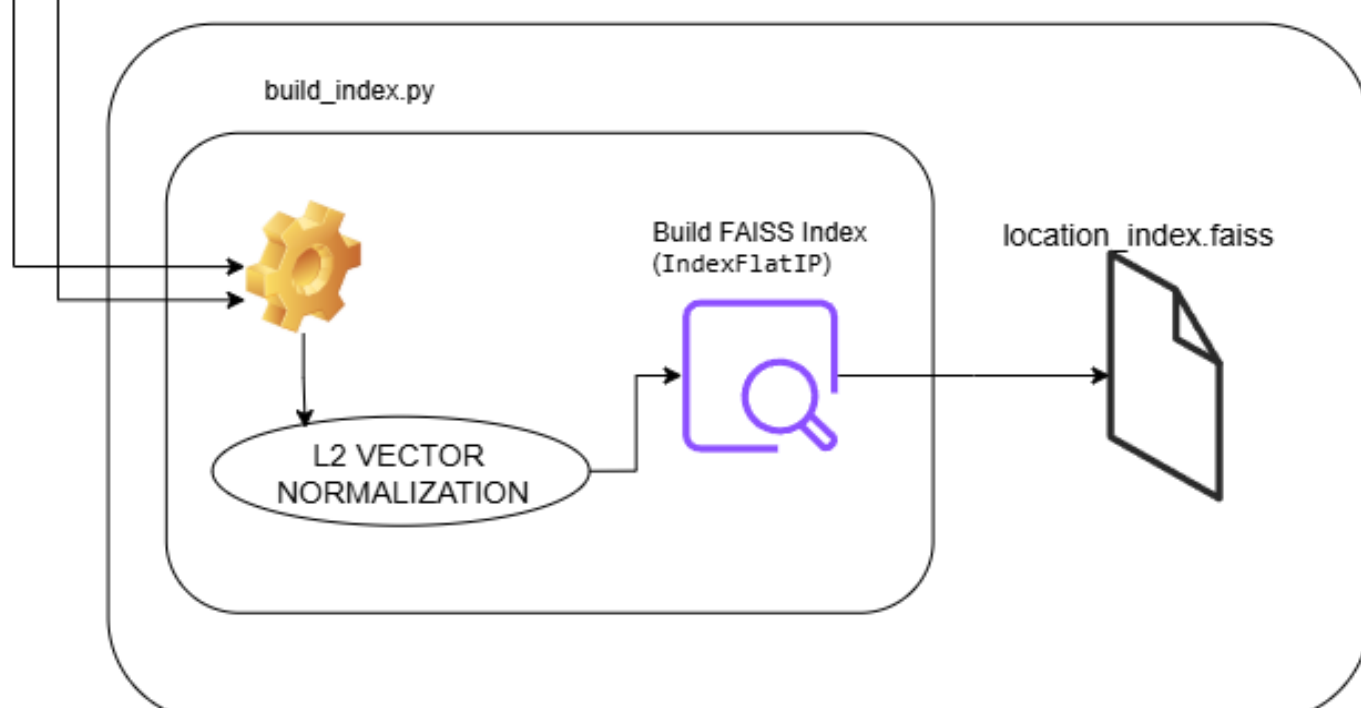 build_index.py
Build FAISS Index
(IndexFlatIP)
location_index.faiss
L2 VECTOR
NORMALIZATION